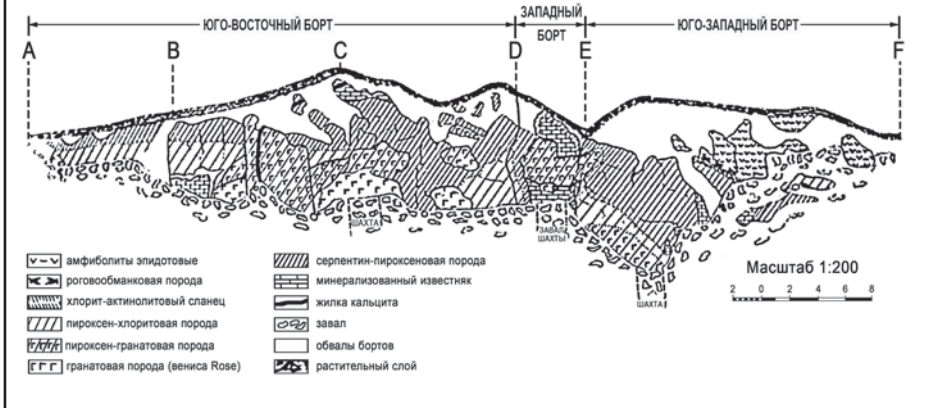 ЮГО-ВОСТОЧНЫЙ БОРТ
ЗАПАДНЫЙ
БОРТ
ЮГО-ЗАПАДНЫЙ БОРТ
A B C D E F
ШАХТА
ЗАВАЛ
ШАХТЫ
ШАХТА
амфиболиты эпидотовые
роговообманковая порода
хлорит-актинолитовый сланец
пироксен-хлоритовая порода
пироксен-гранатовая порода
гранатовая порода (вениса Rose)
серпентин-пироксеновая порода
минерализованный известняк
жилка кальцита
завал
обвалы бортов
растительный слой
Масштаб 1:200
2 0 2 4 6 8